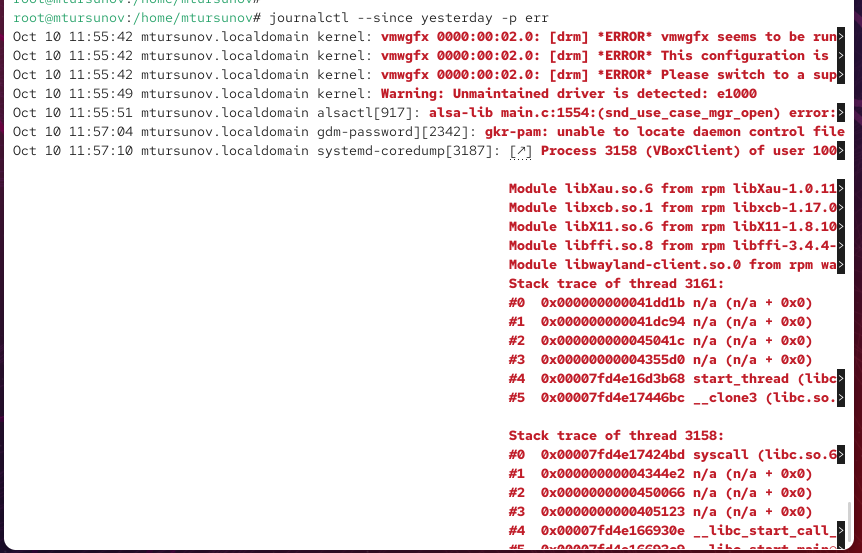 root@mtursunov:/home/mtursunov#
root@mtursunov:/home/mtursunov# journalctl --since yesterday -p err
Oct 10 11:55:42 mtursunov.localdomain kernel: vmwgfx 0000:00:02.0: [drm] *ERROR* vmwgfx seems to be run>
Oct 10 11:55:42 mtursunov.localdomain kernel: vmwgfx 0000:00:02.0: [drm] *ERROR* This configuration is >
Oct 10 11:55:42 mtursunov.localdomain kernel: vmwgfx 0000:00:02.0: [drm] *ERROR* Please switch to a sup>
Oct 10 11:55:49 mtursunov.localdomain kernel: Warning: Unmaintained driver is detected: e1000
Oct 10 11:55:51 mtursunov.localdomain alsactl[917]: alsa-lib main.c:1554:(snd_use_case_mgr_open) error:>
Oct 10 11:57:04 mtursunov.localdomain gdm-password][2342]: gkr-pam: unable to locate daemon control file
Oct 10 11:57:10 mtursunov.localdomain systemd-coredump[3187]: [↗] Process 3158 (VBoxClient) of user 100>
Module libXau.so.6 from rpm libXau-1.0.11>
Module libxcb.so.1 from rpm libxcb-1.17.0>
Module libX11.so.6 from rpm libX11-1.8.10>
Module libffi.so.8 from rpm libffi-3.4.4->
Module libwayland-client.so.0 from rpm wa>
Stack trace of thread 3161:
#0  0x000000000041dd1b n/a (n/a + 0x0)
#1  0x000000000041dc94 n/a (n/a + 0x0)
#2  0x000000000045041c n/a (n/a + 0x0)
#3  0x00000000004355d0 n/a (n/a + 0x0)
#4  0x00007fd4e16d3b68 start_thread (libc>
#5  0x00007fd4e17446bc __clone3 (libc.so.>
Stack trace of thread 3158:
#0  0x00007fd4e17424bd syscall (libc.so.6>
#1  0x00000000004344e2 n/a (n/a + 0x0)
#2  0x0000000000450066 n/a (n/a + 0x0)
#3  0x0000000000405123 n/a (n/a + 0x0)
#4  0x00007fd4e166930e __libc_start_call_>